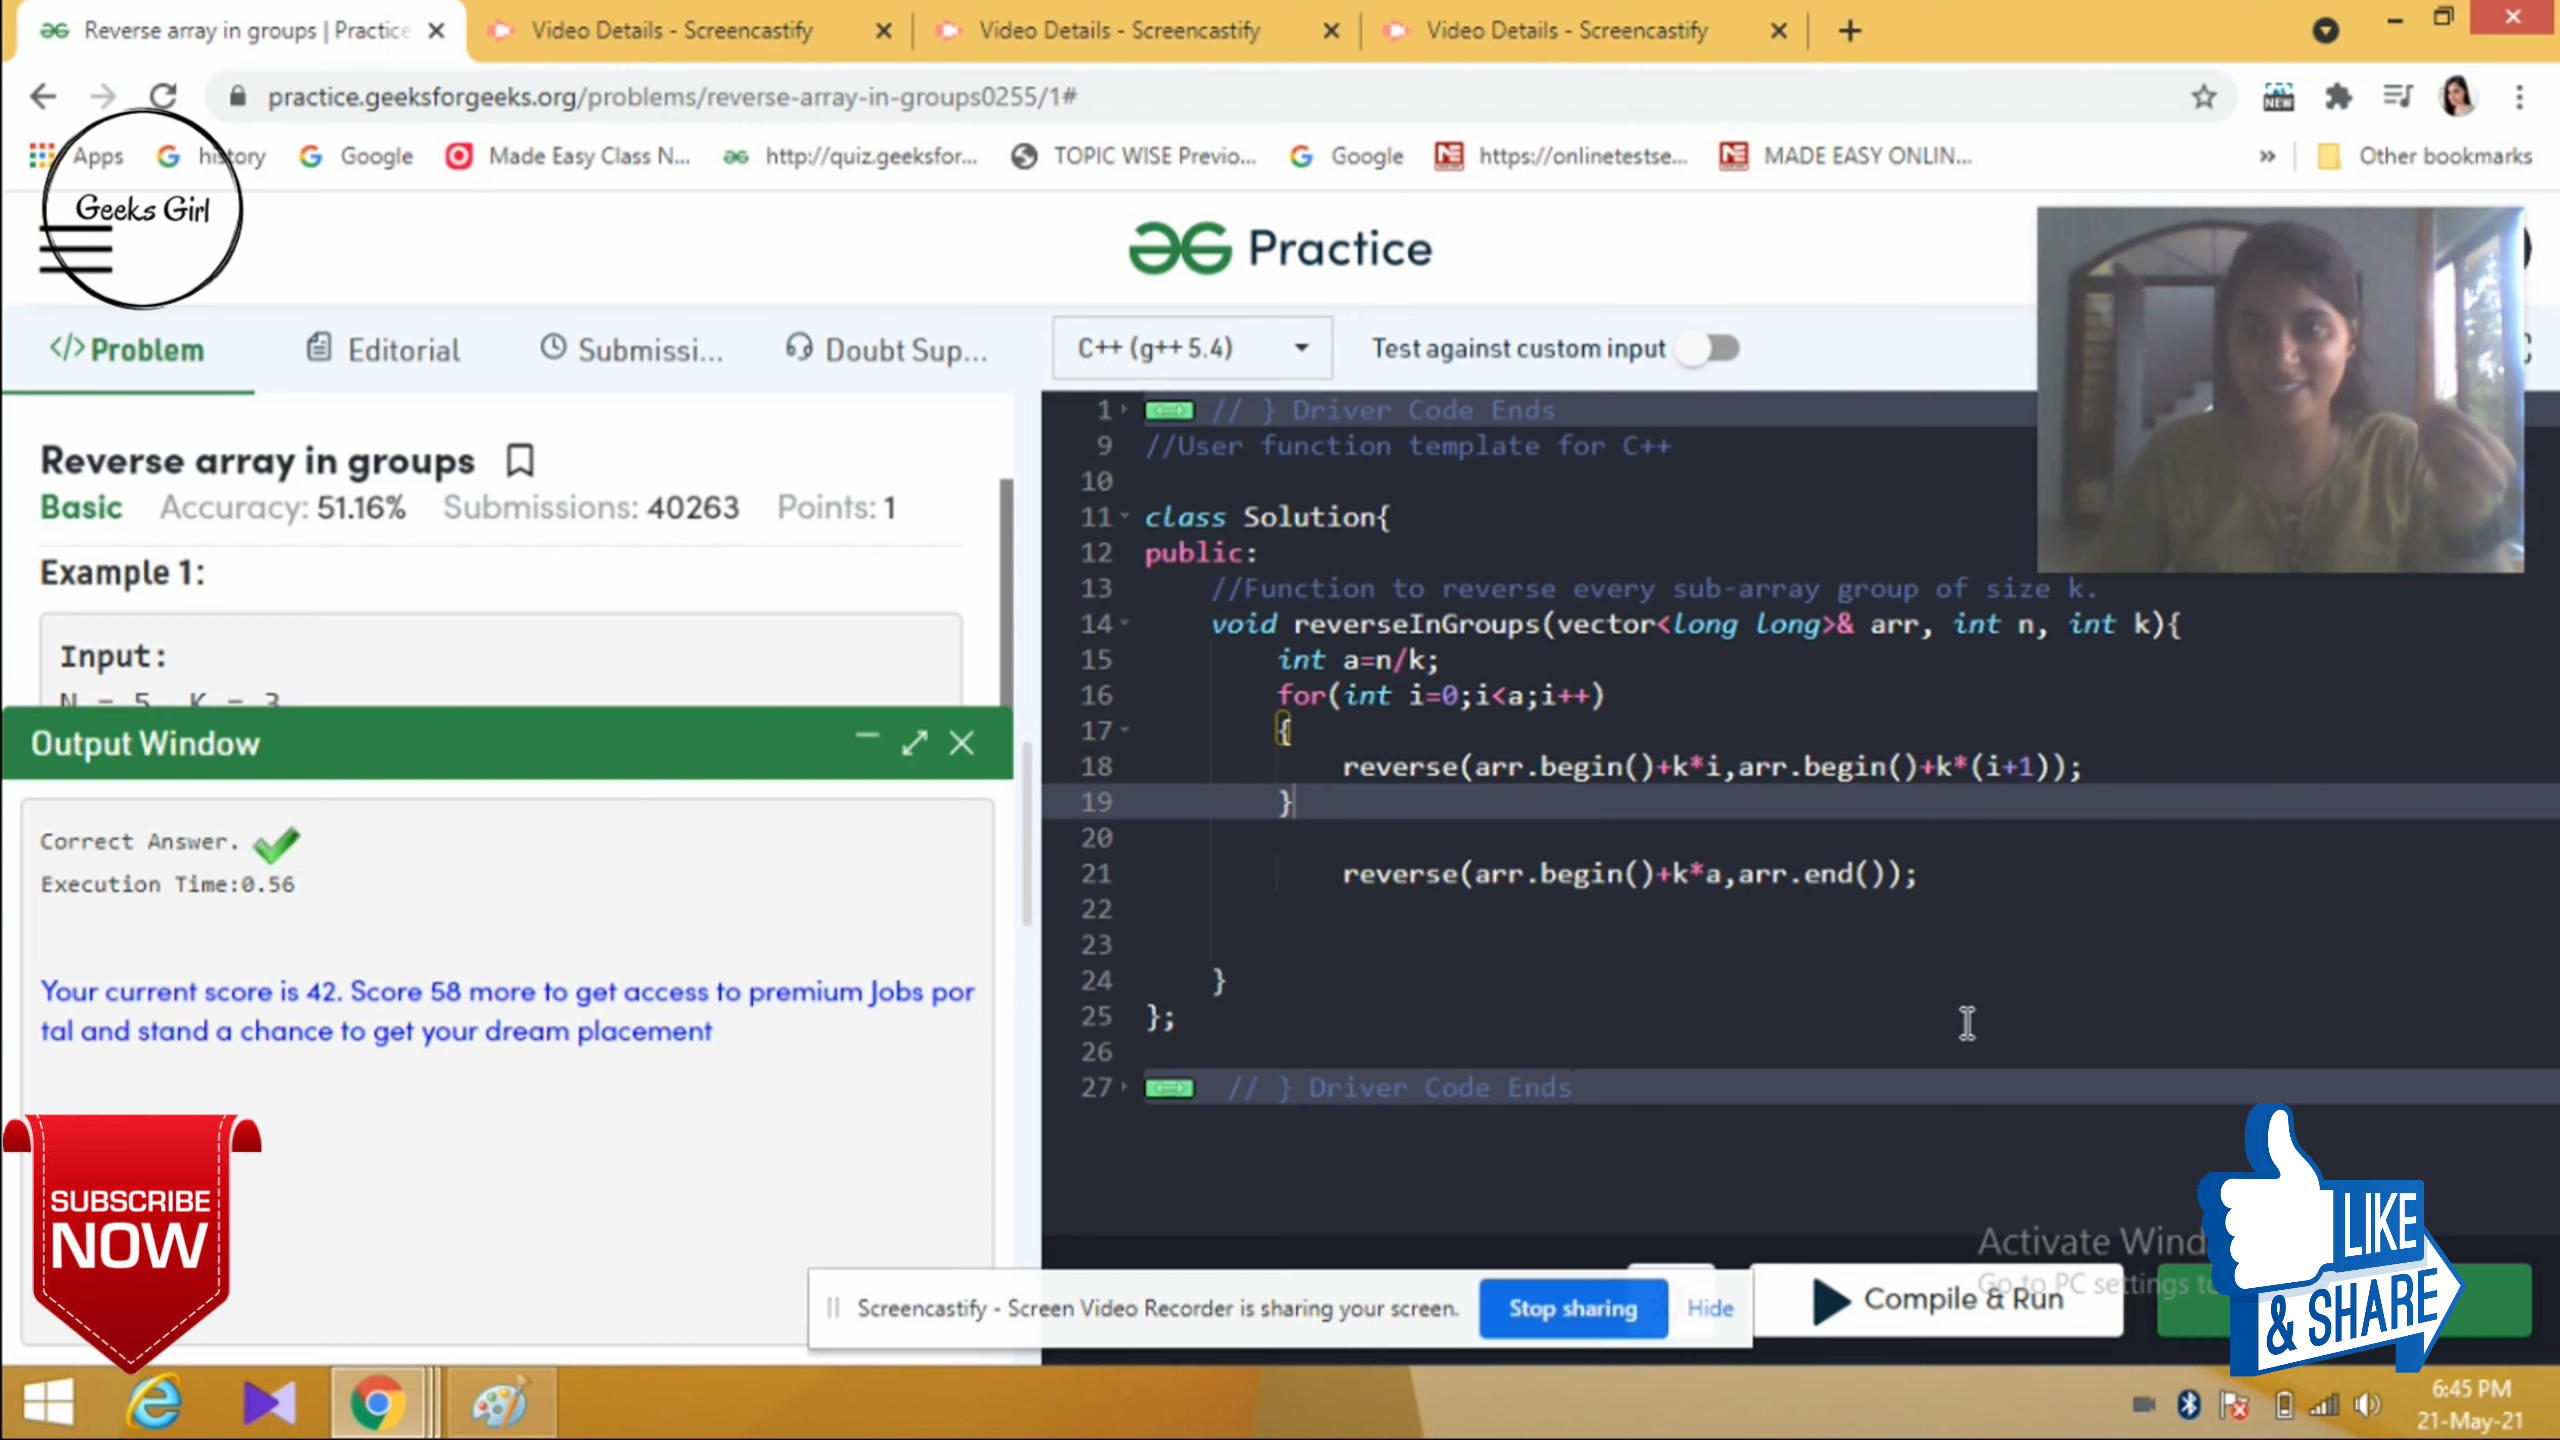 Reverse array in groups | Practice
Video Details - Screencastify
Video Details - Screencastify
Video Details - Screencastify
practice.geeksforgeeks.org/problems/reverse-array-in-groups0255/1#
NEW
Apps
history
Google
Made Easy Class N...
http://quiz.geeksfor...
TOPIC WISE Previo...
Google
https://onlinetestse...
MADE EASY ONLIN...
»
Other bookmarks
Geeks Girl
Practice
</>Problem
Editorial
Submissi...
Doubt Sup...
C++ (g++ 5.4)
Test against custom input
Reverse array in groups
Basic Accuracy: 51.16% Submissions: 40263 Points: 1
Example 1:
Input:
N = 5, K = 3
Output Window
Correct Answer.
Execution Time:0.56
Your current score is 42. Score 58 more to get access to premium Jobs por
tal and stand a chance to get your dream placement
1 // } Driver Code Ends
9 //User function template for C++
10
11 class Solution{
12 public:
13 //Function to reverse every sub-array group of size k.
14 void reverseInGroups(vector<long long>& arr, int n, int k){
15 int a=n/k;
16 for(int i=0;i<a;i++)
17 {
18 reverse(arr.begin()+k*i,arr.begin()+k*(i+1));
19 }
20
21 reverse(arr.begin()+k*a,arr.end());
22
23
24 }
25 };
26
27 // } Driver Code Ends
SUBSCRIBE
NOW
LIKE
& SHARE
Activate Wind
Go to PC settings to
Compile & Run
Screencastify - Screen Video Recorder is sharing your screen.
Stop sharing
Hide
6:45 PM
21-May-21